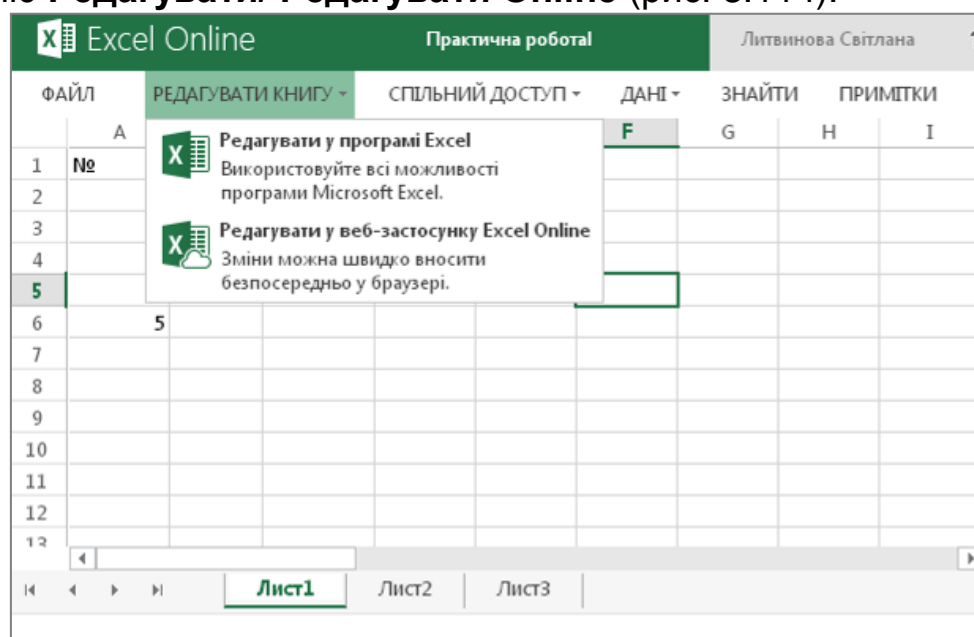 Редагувати/ Редагувати Online (рис.
Excel Online Практична робота1 Литвинова Світлана
ФАЙЛ РЕДАГУВАТИ КНИГУ СПІЛЬНИЙ ДОСТУП ДАНІ ЗНАЙТИ ПРИМІТКИ
A F G H I
1 №
Редагувати у програмі Excel
Використовуйте всі можливості
2 програми Microsoft Excel.
3 Редагувати у веб-застосунку Excel Online
4 Зміни можна швидко вносити
5 безпосередньо у браузері.
6 5
7
8
9
10
11
12
13
Лист1 Лист2 Лист3